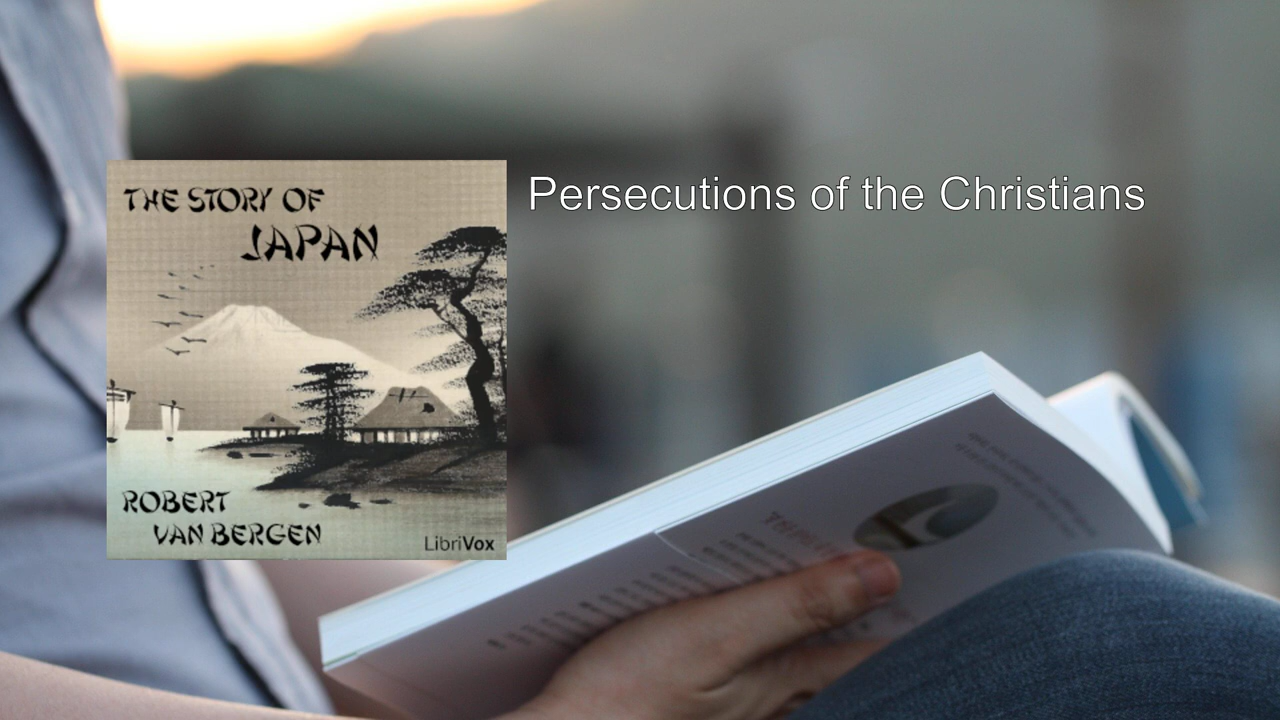 THE STORY OF
JAPAN
ROBERT
VAN BERGEN
LibriVox
Persecutions of the Christians